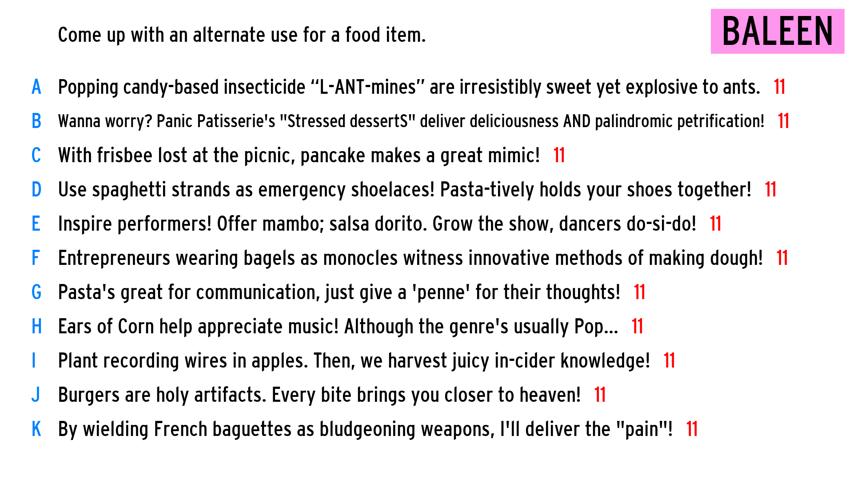 Come up with an alternate use for a food item.
BALEEN
A Popping candy-based insecticide “L-ANT-mines” are irresistibly sweet yet explosive to ants. 11
B Wanna worry? Panic Patisserie's "Stressed dessertS" deliver deliciousness AND palindromic petrification! 11
C With frisbee lost at the picnic, pancake makes a great mimic! 11
D Use spaghetti strands as emergency shoelaces! Pasta-tively holds your shoes together! 11
E Inspire performers! Offer mambo; salsa dorito. Grow the show, dancers do-si-do! 11
F Entrepreneurs wearing bagels as monocles witness innovative methods of making dough! 11
G Pasta's great for communication, just give a 'penne' for their thoughts! 11
H Ears of Corn help appreciate music! Although the genre's usually Pop... 11
I Plant recording wires in apples. Then, we harvest juicy in-cider knowledge! 11
J Burgers are holy artifacts. Every bite brings you closer to heaven! 11
K By wielding French baguettes as bludgeoning weapons, I'll deliver the "pain"! 11